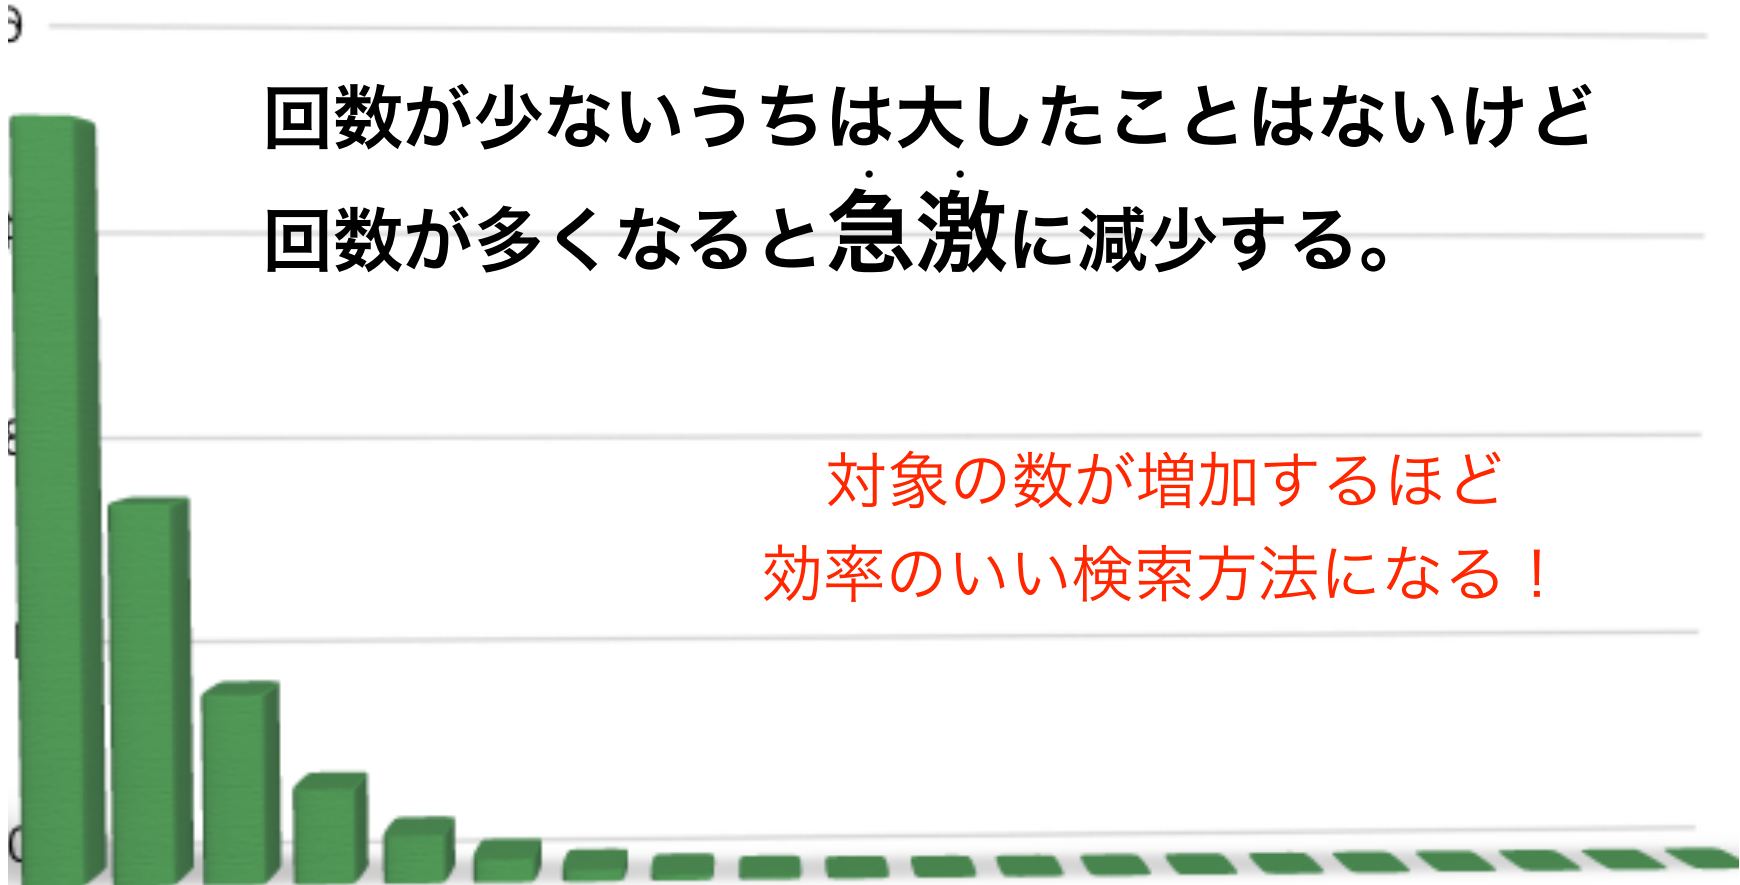 回数が少ないうちは大したことはないけど
回数が多くなると急激に減少する。
対象の数が増加するほど
効率のいい検索方法になる！